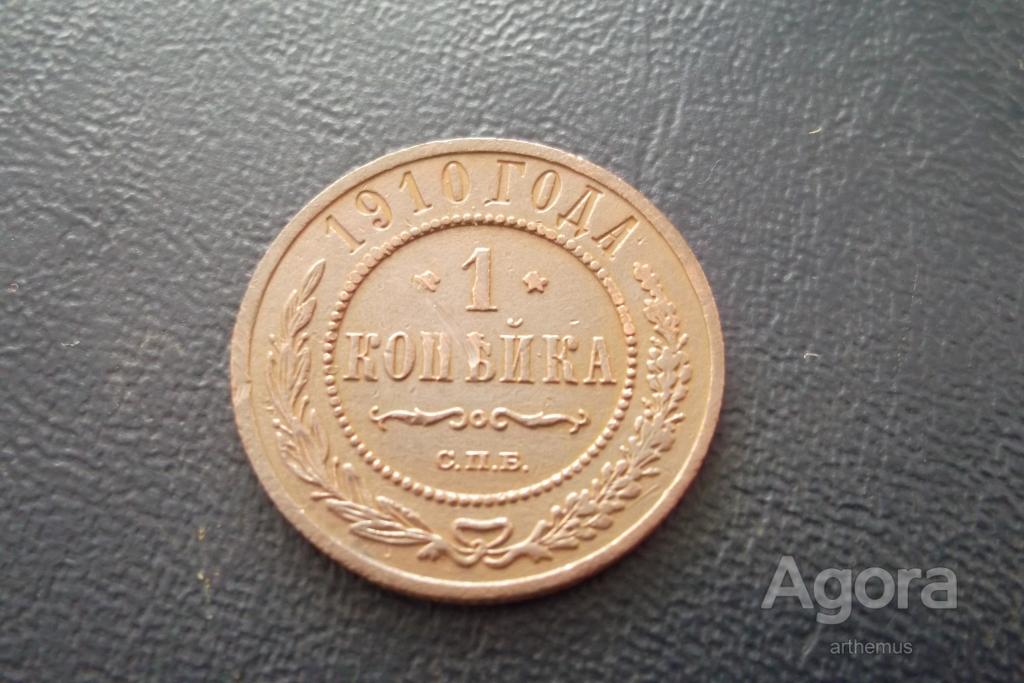 1910 ГОДА
* 1 *
КОПѢЙКА
С.П.Б.
Agora
arthemus